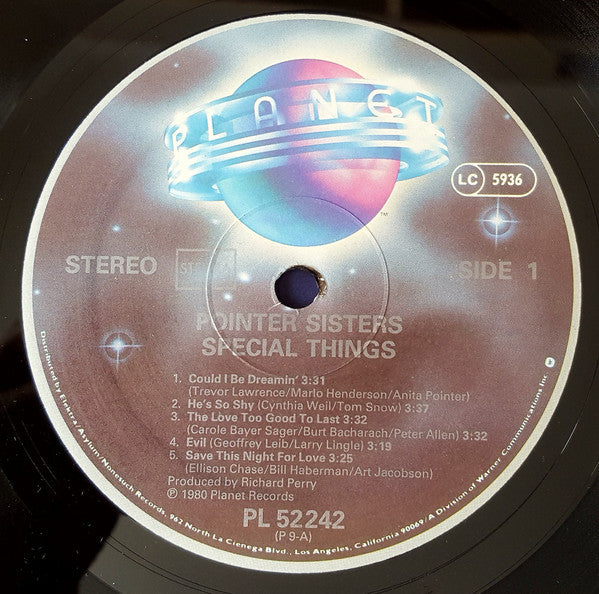 PLANET
™
LC 5936
STEREO
STEMRA
SIDE 1
POINTER SISTERS
SPECIAL THINGS
1. Could I Be Dreamin' 3:31
(Trevor Lawrence/Marlo Henderson/Anita Pointer)
2. He's So Shy (Cynthia Weil/Tom Snow) 3:37
3. The Love Too Good To Last 3:32
(Carole Bayer Sager/Burt Bacharach/Peter Allen) 3:32
4. Evil (Geoffrey Leib/Larry Lingle) 3:19
5. Save This Night For Love 3:25
(Ellison Chase/Bill Haberman/Art Jacobson)
Produced by Richard Perry
℗ 1980 Planet Records
PL 52242
(P 9-A)
Distributed by Elektra/Asylum/Nonesuch Records, 962 North La Cienega Blvd., Los Angeles, California 90069/A Division of Warner Communications Inc